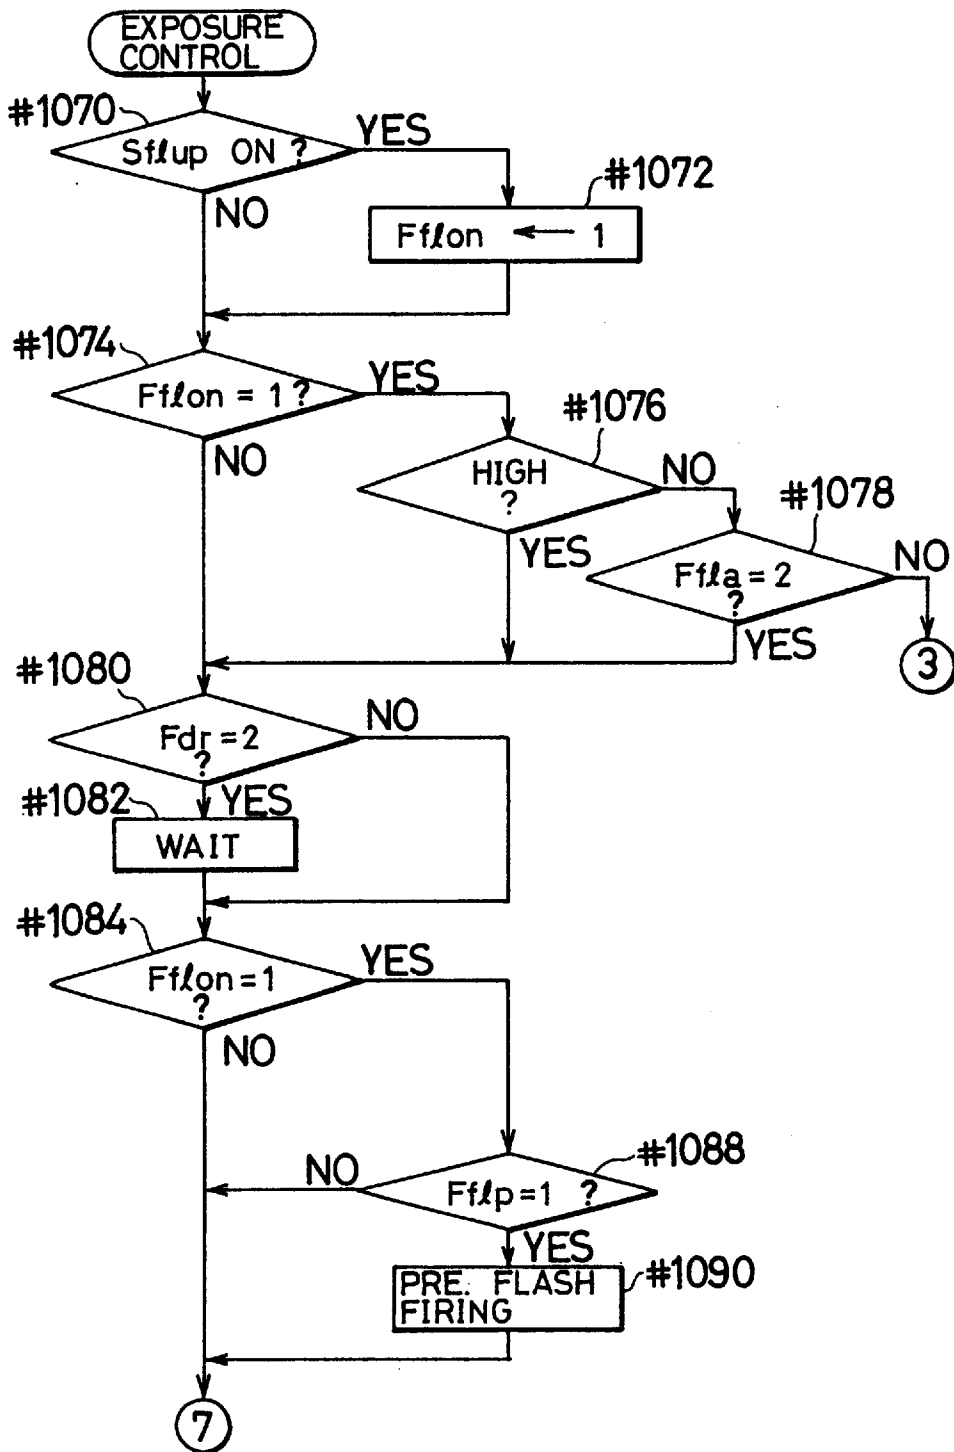 EXPOSURE
CONTROL
#1070
Sflup ON ?
YES
NO
#1072
Fflon ← 1
#1074
Fflon = 1 ?
YES
NO
#1076
HIGH
?
NO
YES
#1078
Ffla = 2
?
NO
YES
3
#1080
Fdr = 2
?
NO
YES
#1082
WAIT
#1084
Fflon = 1
?
YES
NO
#1088
Fflp = 1 ?
NO
YES
#1090
PRE. FLASH
FIRING
7